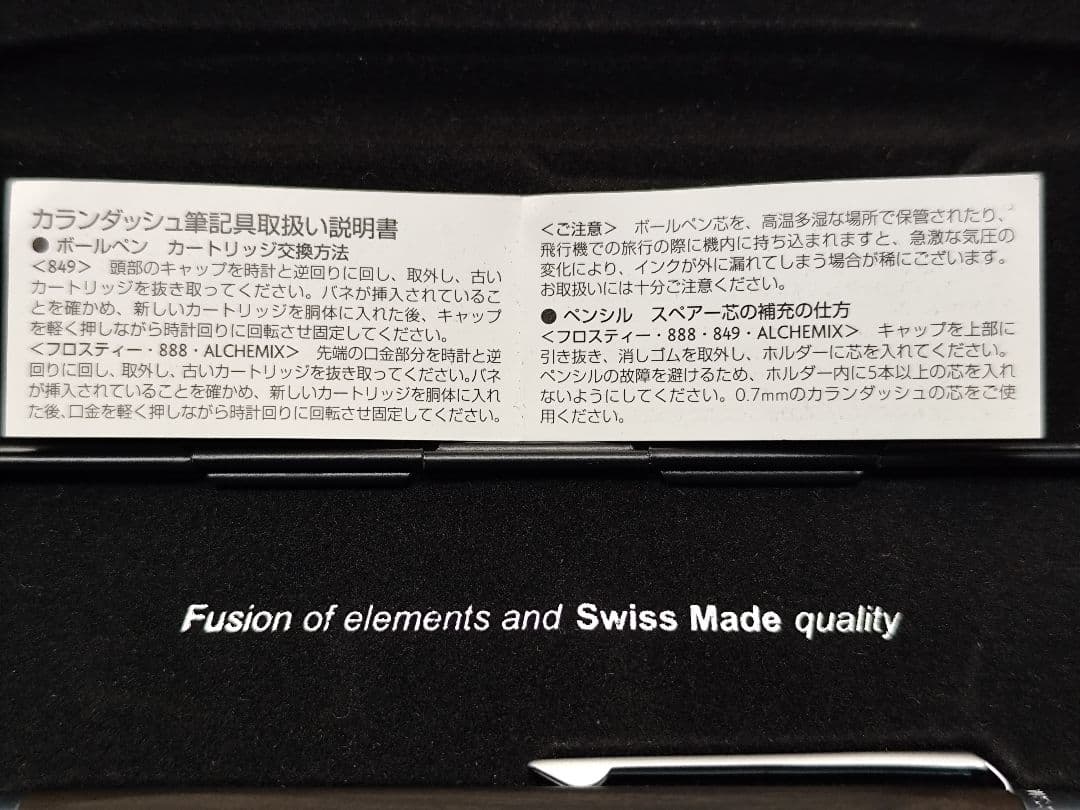 カランダッシュ筆記具取扱い説明書
● ボールペン　カートリッジ交換方法
＜849＞ 頭部のキャップを時計と逆回りに回し、取外し、古い
カートリッジを抜き取ってください。バネが挿入されているこ
とを確かめ、新しいカートリッジを胴体に入れた後、キャップ
を軽く押しながら時計回りに回転させ固定してください。
＜フロスティー・888・ALCHEMIX＞ 先端の口金部分を時計と逆
回りに回し、取外し、古いカートリッジを抜き取ってください。バネ
が挿入されていることを確かめ、新しいカートリッジを胴体に入れ
た後、口金を軽く押しながら時計回りに回転させ固定してください。
＜ご注意＞ ボールペン芯を、高温多湿な場所で保管されたり、
飛行機での旅行の際に機内に持ち込まれますと、急激な気圧の
変化により、インクが外に漏れてしまう場合が稀にございます。
お取扱いには十分ご注意ください。
● ペンシル　スペアー芯の補充の仕方
＜フロスティー・888・849・ALCHEMIX＞ キャップを上部に
引き抜き、消しゴムを取外し、ホルダーに芯を入れてください。
ペンシルの故障を避けるため、ホルダー内に5本以上の芯を入れ
ないようにしてください。0.7mmのカランダッシュの芯をご使
用ください。
Fusion of elements and Swiss Made quality